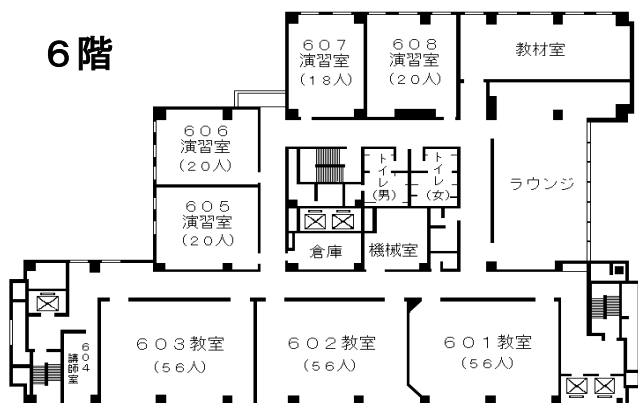 6階
607
演習室
(18人)
608
演習室
(20人)
教材室
606
演習室
(20人)
トイレ(男)
トイレ(女)
ラウンジ
605
演習室
(20人)
倉庫
機械室
604
講師室
603教室
(56人)
602教室
(56人)
601教室
(56人)